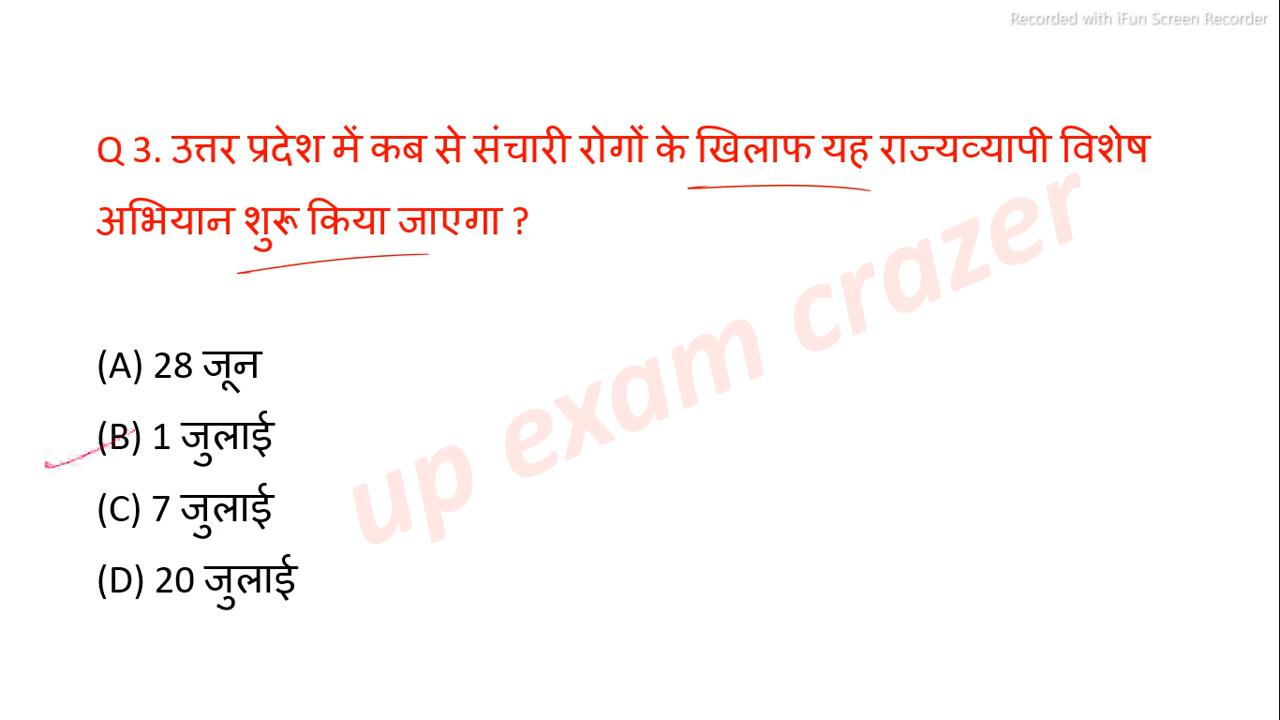 Recorded with iFun Screen Recorder
Q 3. उत्तर प्रदेश में कब से संचारी रोगों के खिलाफ यह राज्यव्यापी विशेष
अभियान शुरू किया जाएगा ?
(A) 28 जून
(B) 1 जुलाई
(C) 7 जुलाई
(D) 20 जुलाई
up exam crazer